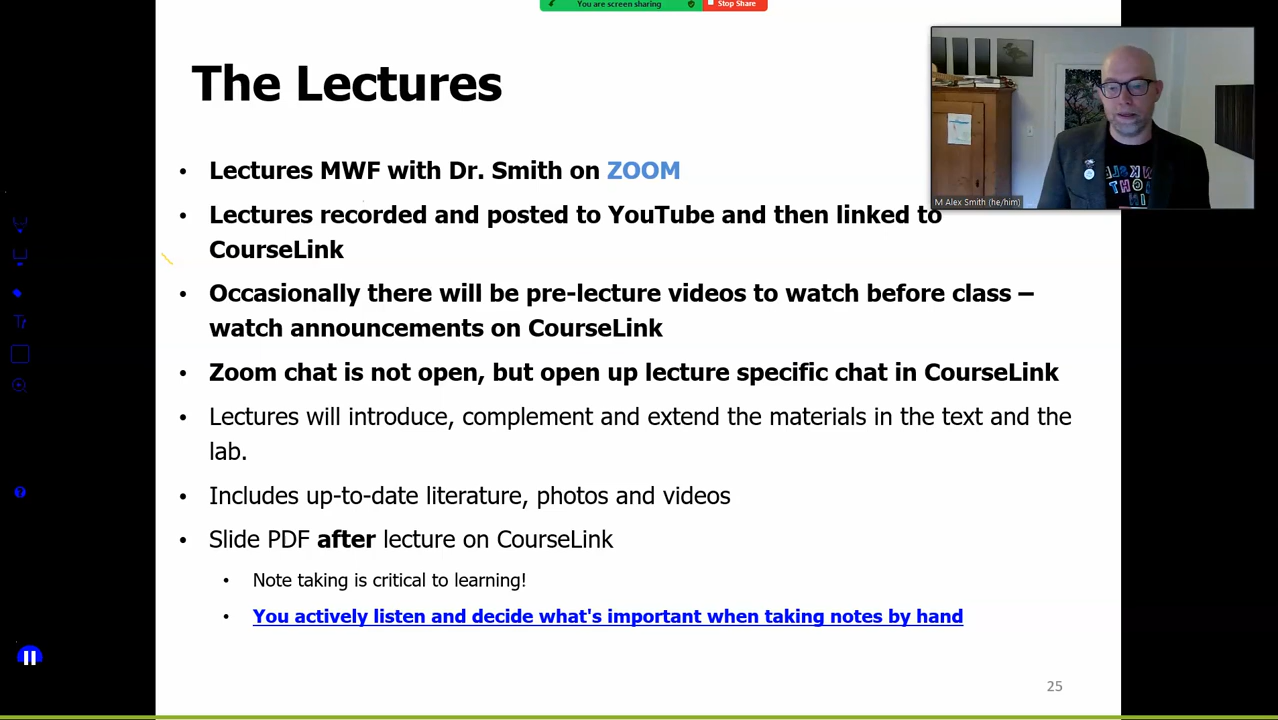 You are screen sharing
Stop Share
The Lectures
M Alex Smith (he/him)
• Lectures MWF with Dr. Smith on ZOOM
• Lectures recorded and posted to YouTube and then linked to
CourseLink
• Occasionally there will be pre-lecture videos to watch before class –
watch announcements on CourseLink
• Zoom chat is not open, but open up lecture specific chat in CourseLink
• Lectures will introduce, complement and extend the materials in the text and the
lab.
• Includes up-to-date literature, photos and videos
• Slide PDF after lecture on CourseLink
• Note taking is critical to learning!
• You actively listen and decide what's important when taking notes by hand
25